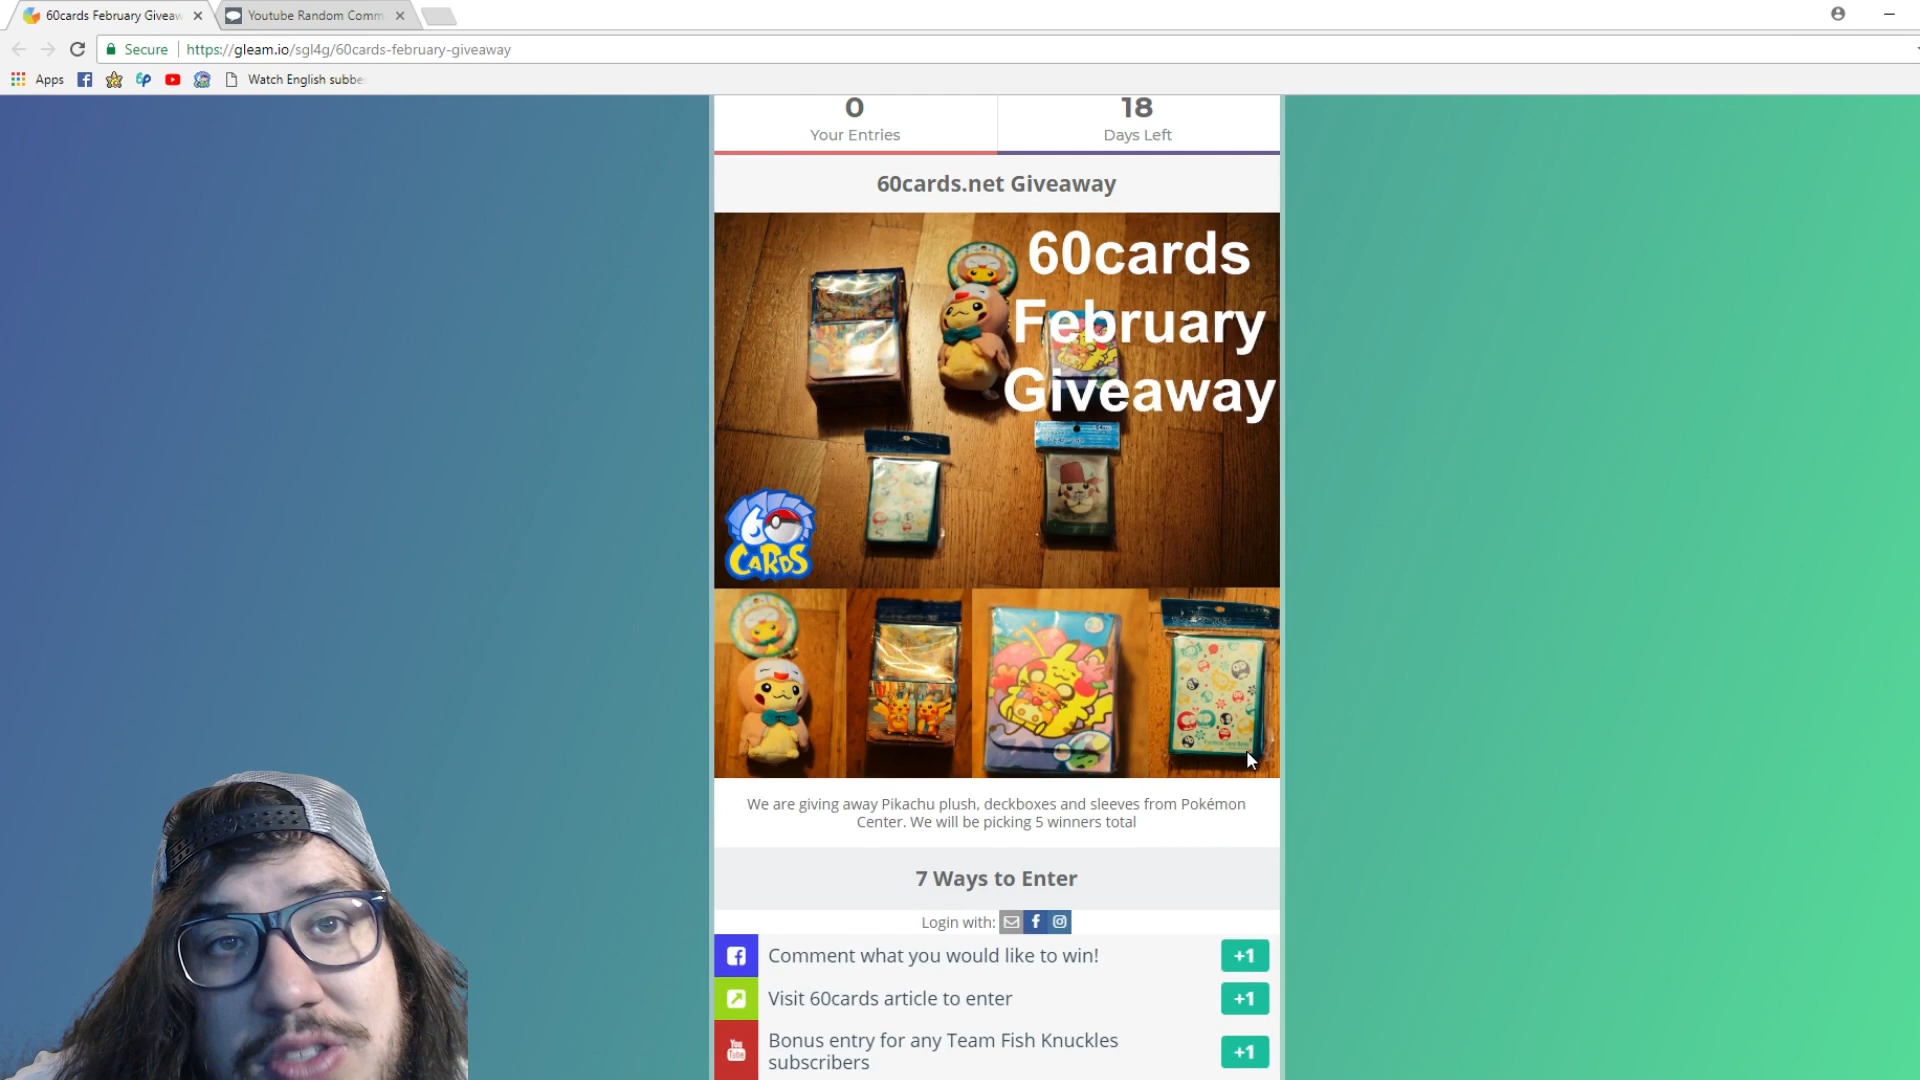 60cards February Giveaw
Youtube Random Comm
Secure
https://gleam.io/sgl4g/60cards-february-giveaway
Apps
Watch English subbe
0
18
Your Entries
Days Left
60cards.net Giveaway
60cards
February
Giveaway
60
CARDS
We are giving away Pikachu plush, deckboxes and sleeves from Pokémon
Center. We will be picking 5 winners total
7 Ways to Enter
Login with:
Comment what you would like to win!
+1
Visit 60cards article to enter
+1
You
Tube
Bonus entry for any Team Fish Knuckles
subscribers
+1